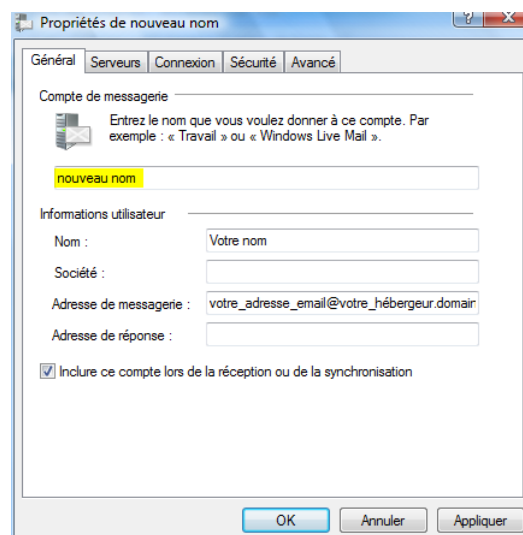 Propriétés de nouveau nom
Général Serveurs Connexion Sécurité Avancé
Compte de messagerie
Entrez le nom que vous voulez donner à ce compte. Par
exemple : « Travail » ou « Windows Live Mail ».
nouveau nom
Informations utilisateur
Nom : Votre nom
Société :
Adresse de messagerie : votre_adresse_email@votre_hébergeur.domain
Adresse de réponse :
Inclure ce compte lors de la réception ou de la synchronisation
OK Annuler Appliquer